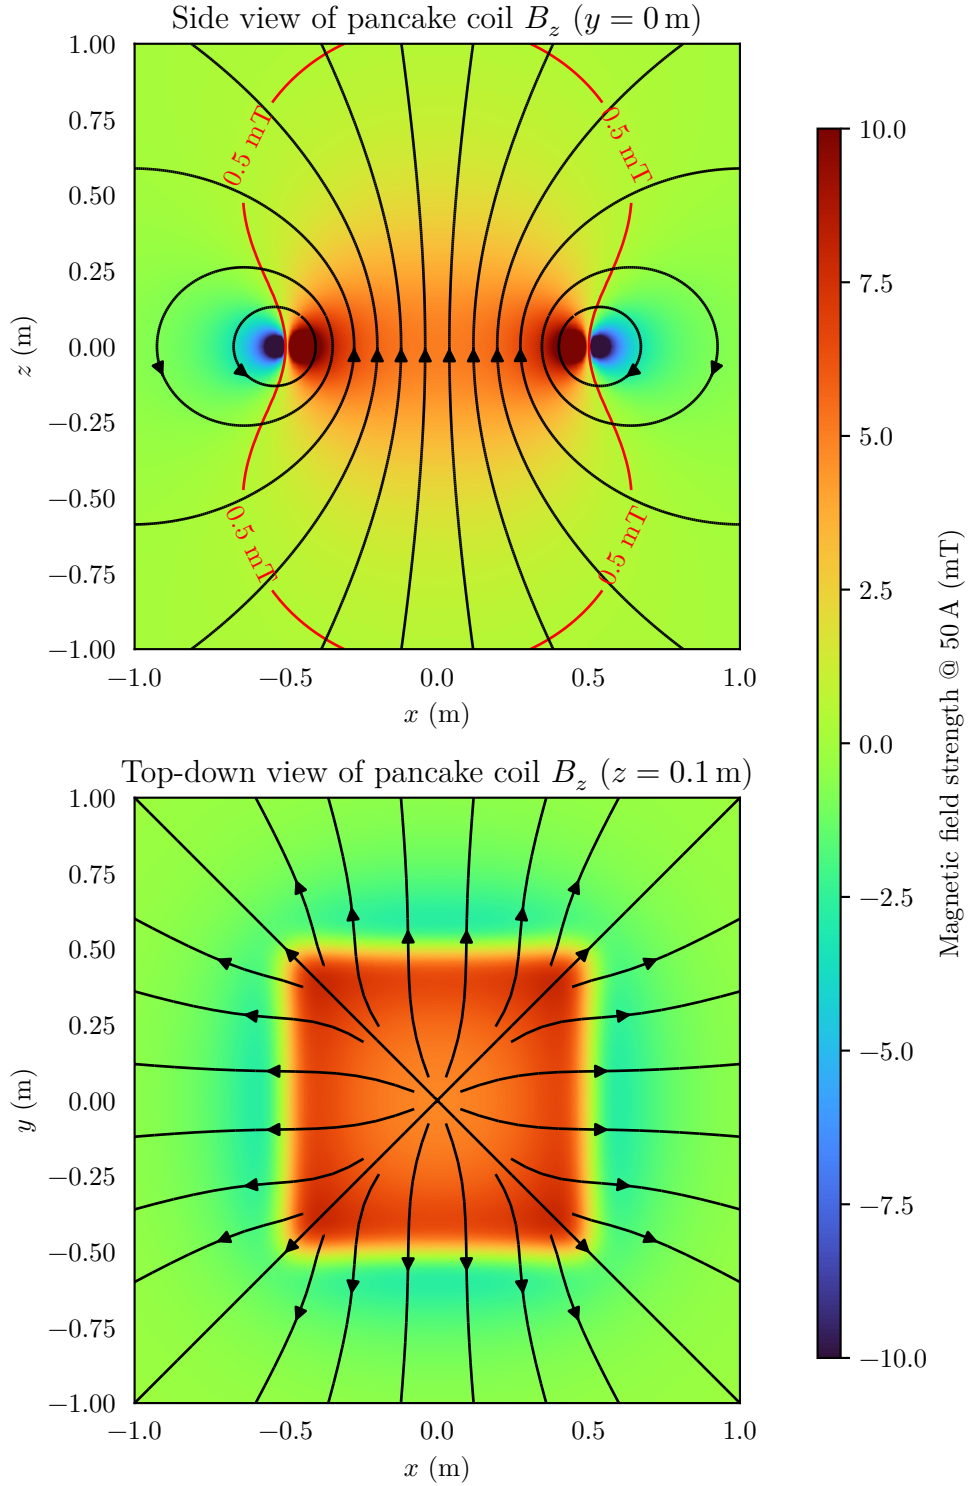 Side view of pancake coil B_z (y = 0 m)
1.00
0.75
0.50
0.25
0.00
−0.25
−0.50
−0.75
−1.00
z (m)
0.5 mT
0.5 mT
0.5 mT
0.5 mT
−1.0 −0.5 0.0 0.5 1.0
x (m)
Top-down view of pancake coil B_z (z = 0.1 m)
1.00
0.75
0.50
0.25
0.00
−0.25
−0.50
−0.75
−1.00
y (m)
−1.0 −0.5 0.0 0.5 1.0
x (m)
10.0
7.5
5.0
2.5
0.0
−2.5
−5.0
−7.5
−10.0
Magnetic field strength @ 50 A (mT)